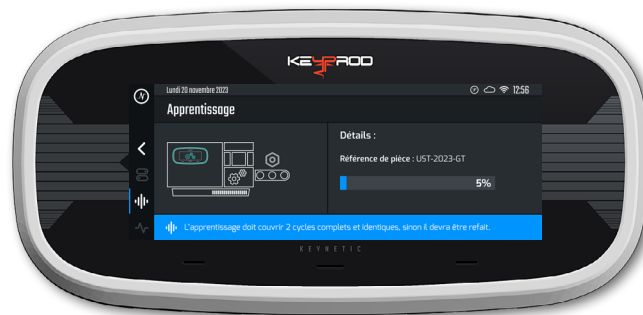 KEYPROD
Lundi 20 novembre 2023
12:56
Apprentissage
Détails :
Référence de pièce : UST-2023-GT
5%
L'apprentissage doit couvrir 2 cycles complets et identiques, sinon il devra être refait.
KEYNETIC